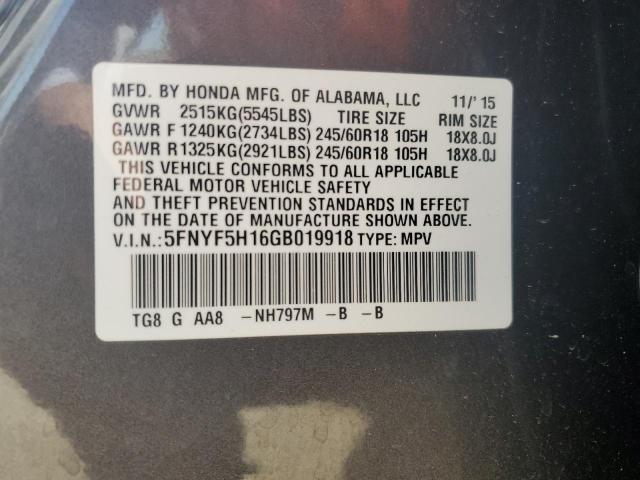 MFD. BY HONDA MFG. OF ALABAMA, LLC 11/'15
GVWR 2515KG(5545LBS) TIRE SIZE RIM SIZE
GAWR F 1240KG(2734LBS) 245/60R18 105H 18X8.0J
GAWR R 1325KG(2921LBS) 245/60R18 105H 18X8.0J
THIS VEHICLE CONFORMS TO ALL APPLICABLE
FEDERAL MOTOR VEHICLE SAFETY
AND THEFT PREVENTION STANDARDS IN EFFECT
ON THE DATE OF MANUFACTURE SHOWN ABOVE.
V.I.N.: 5FNYF5H16GB019918 TYPE: MPV
TG8 G AA8 -NH797M -B -B